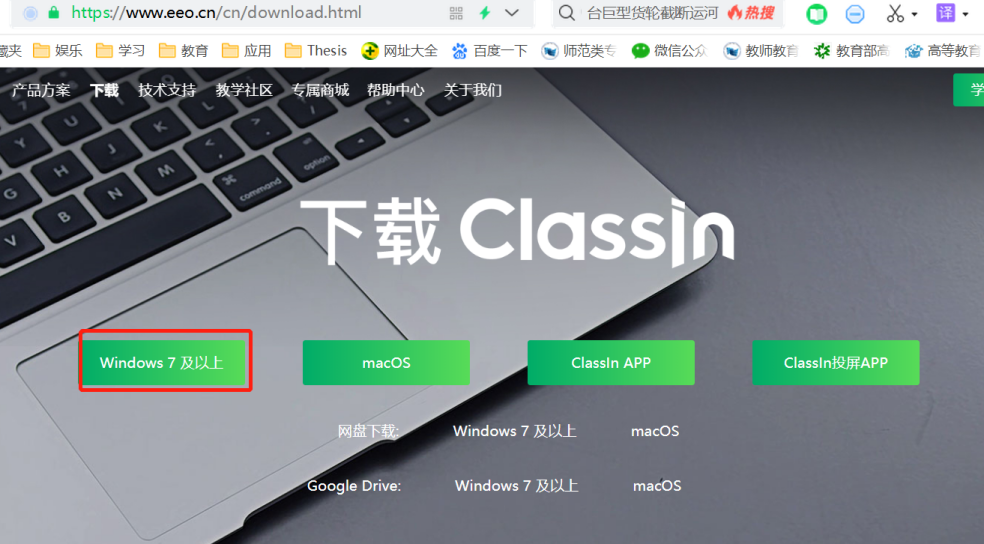 https://www.eeo.cn/cn/download.html
台巨型货轮截断运河 热搜
译
藏夹 娱乐 学习 教育 应用 Thesis 网址大全 百度一下 师范类专 微信公众 教师教育 教育部高 高等教育
产品方案 下载 技术支持 教学社区 专属商城 帮助中心 关于我们
学
下载 ClassIn
Windows 7 及以上 macOS ClassIn APP ClassIn投屏APP
网盘下载: Windows 7 及以上 macOS
Google Drive: Windows 7 及以上 macOS
Y U I
G H J K L : ;
V B N M < , > . ?
command option